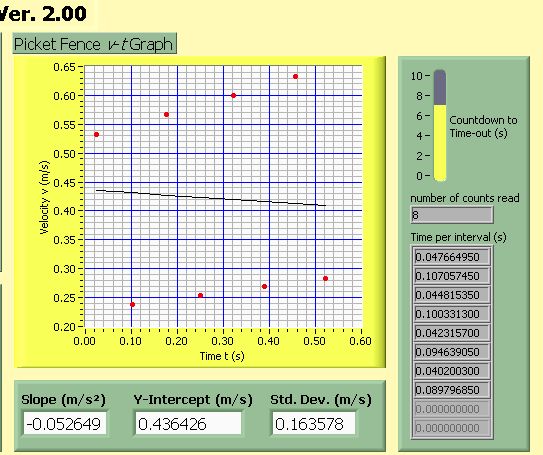 Ver. 2.00
Picket Fence v-t Graph
Velocity v (m/s)
0.65
0.60
0.55
0.50
0.45
0.40
0.35
0.30
0.25
0.20
0.00 0.10 0.20 0.30 0.40 0.50 0.60
Time t (s)
10
8
6
4
2
0
Countdown to
Time-out (s)
number of counts read
8
Time per interval (s)
0.047664950
0.107057450
0.044815350
0.100331300
0.042315700
0.094639050
0.040200300
0.089796850
0.000000000
0.000000000
Slope (m/s²) Y-Intercept (m/s) Std. Dev. (m/s)
-0.052649 0.436426 0.163578